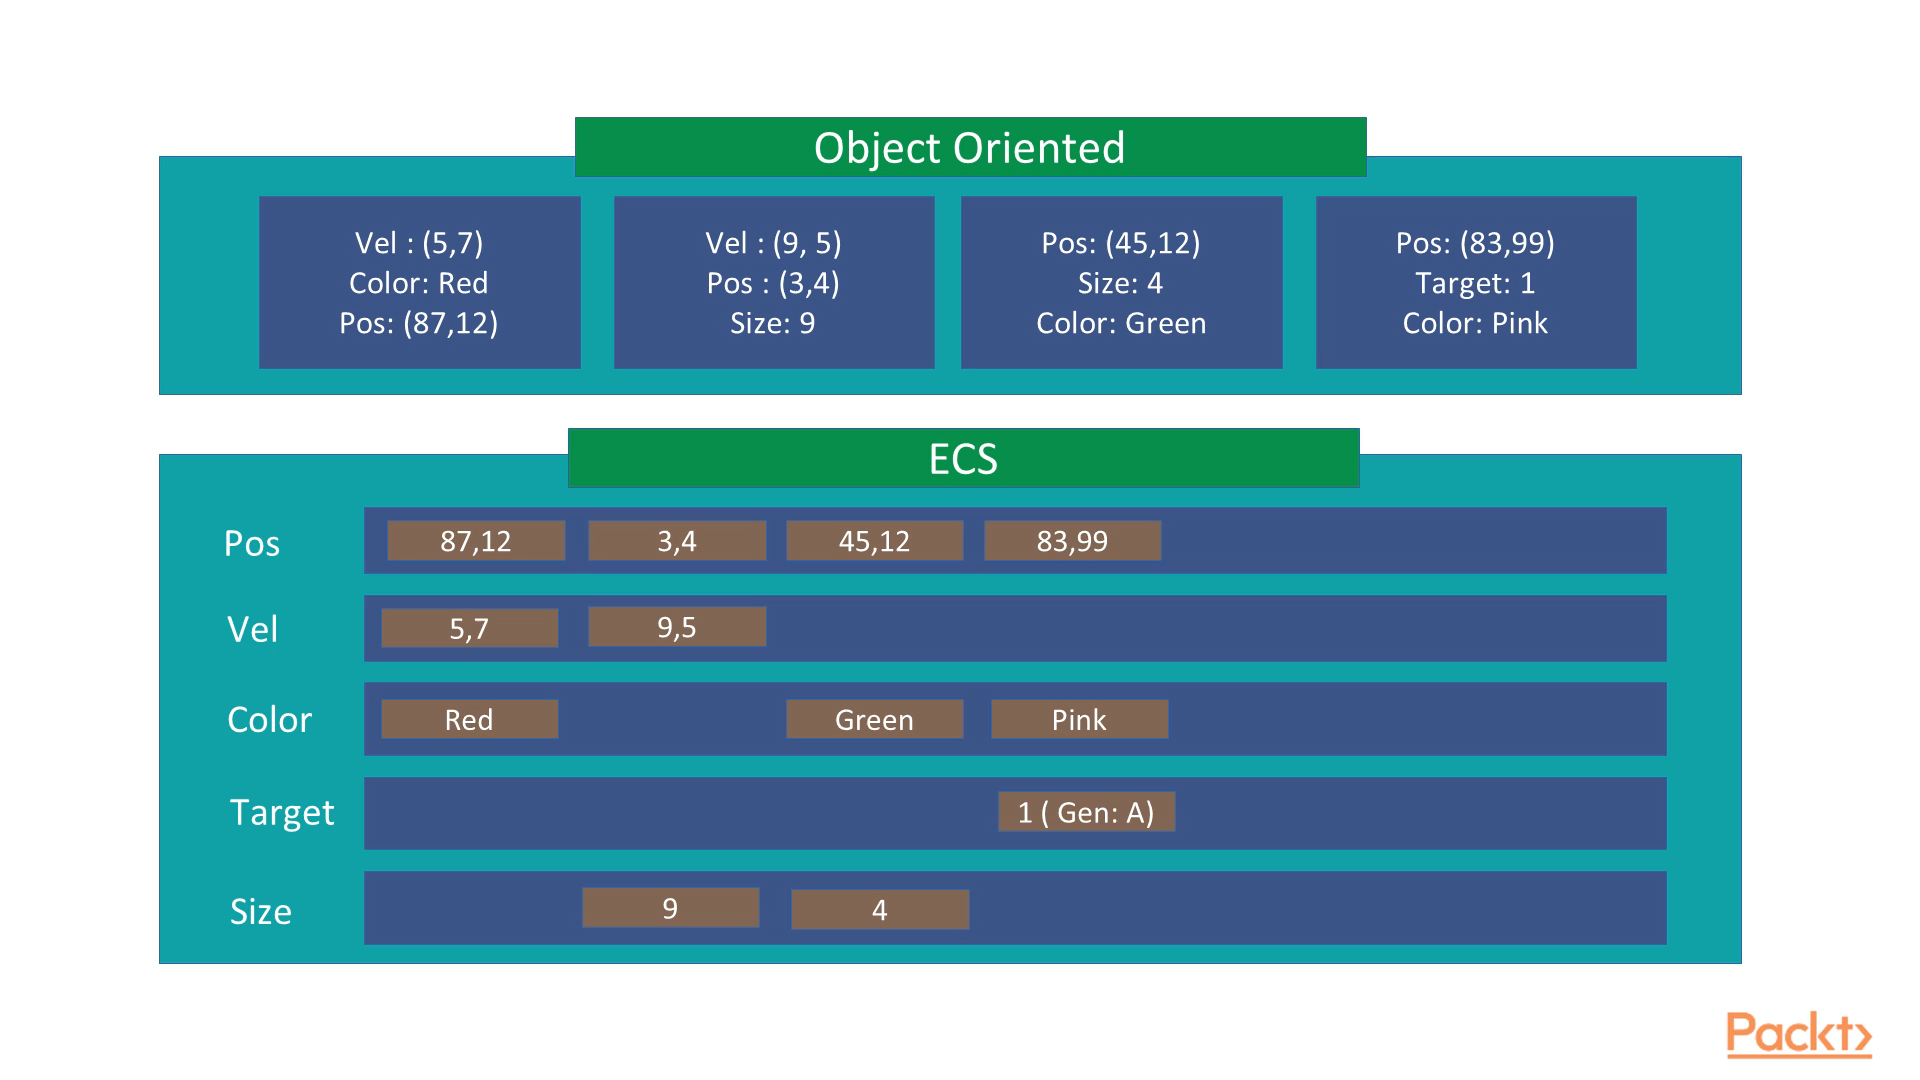 Object Oriented
Vel : (5,7)
Color: Red
Pos: (87,12)
Vel : (9, 5)
Pos : (3,4)
Size: 9
Pos: (45,12)
Size: 4
Color: Green
Pos: (83,99)
Target: 1
Color: Pink
ECS
Pos 87,12 3,4 45,12 83,99
Vel 5,7 9,5
Color Red Green Pink
Target 1 ( Gen: A)
Size 9 4
Packt>